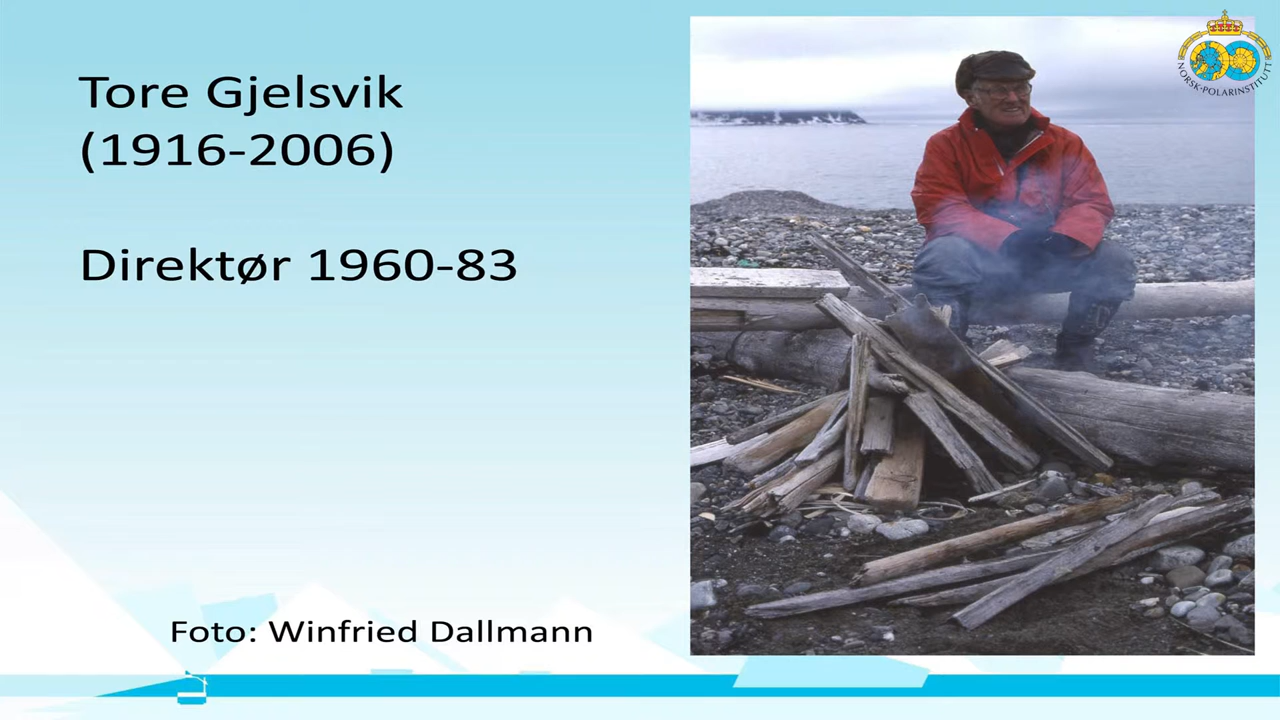 Tore Gjelsvik
(1916-2006)
Direktør 1960-83
Foto: Winfried Dallmann
NORSK•POLARINSTITUTT